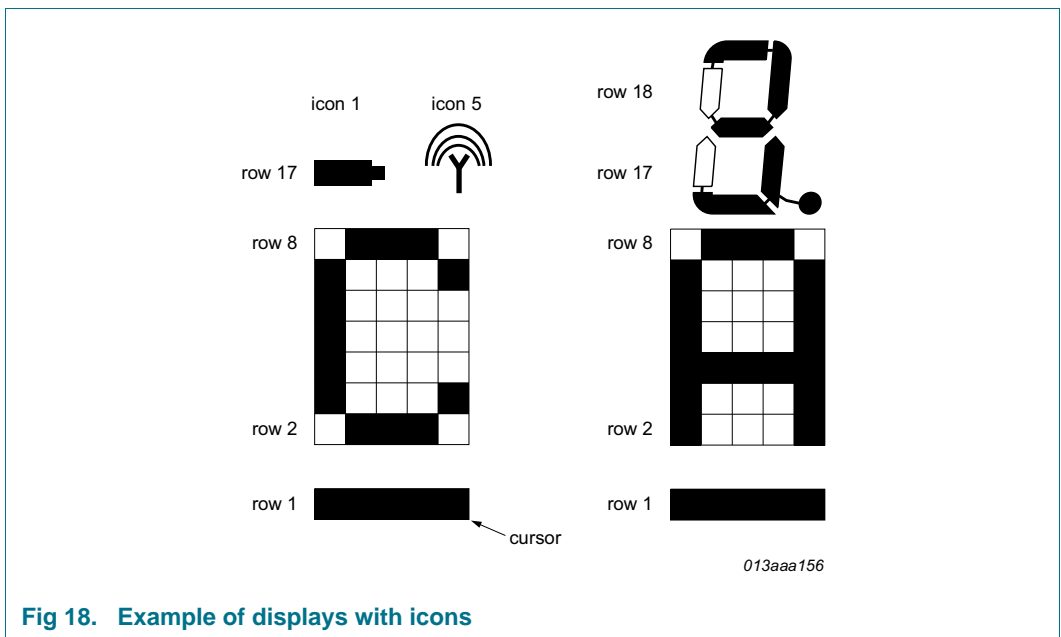 icon 1 icon 5
row 17
row 8
row 2
row 1
cursor
row 18
row 17
row 8
row 2
row 1
013aaa156
Fig 18. Example of displays with icons